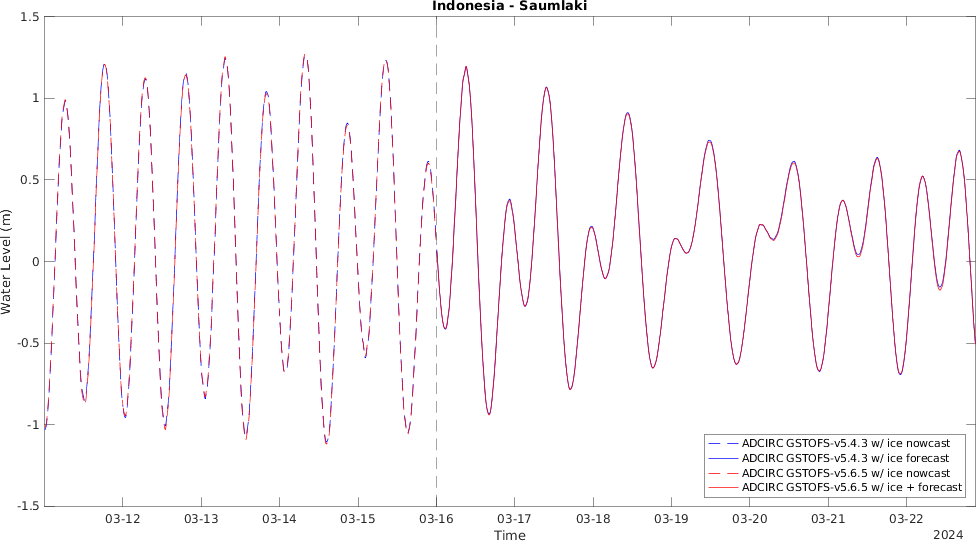 Indonesia - Saumlaki
1.5
1
0.5
0
-0.5
-1
-1.5
Water Level (m)
03-12 03-13 03-14 03-15 03-16 03-17 03-18 03-19 03-20 03-21 03-22
Time
2024
ADCIRC GSTOFS-v5.4.3 w/ ice nowcast
ADCIRC GSTOFS-v5.4.3 w/ ice forecast
ADCIRC GSTOFS-v5.6.5 w/ ice nowcast
ADCIRC GSTOFS-v5.6.5 w/ ice + forecast